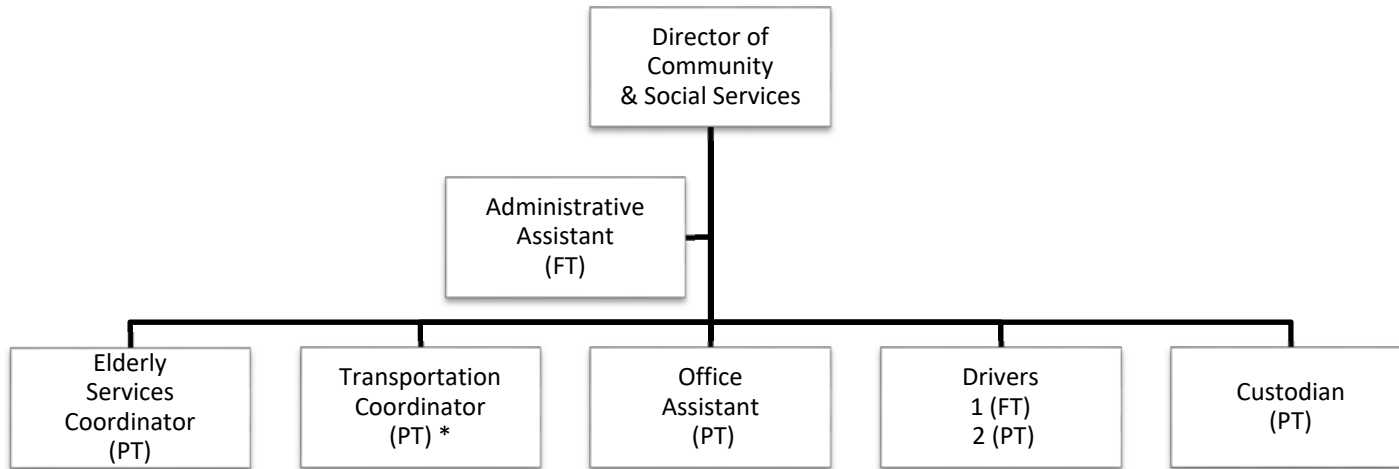 Director of
Community
& Social Services
Administrative
Assistant
(FT)
Elderly
Services
Coordinator
(PT)
Transportation
Coordinator
(PT) *
Office
Assistant
(PT)
Drivers
1 (FT)
2 (PT)
Custodian
(PT)